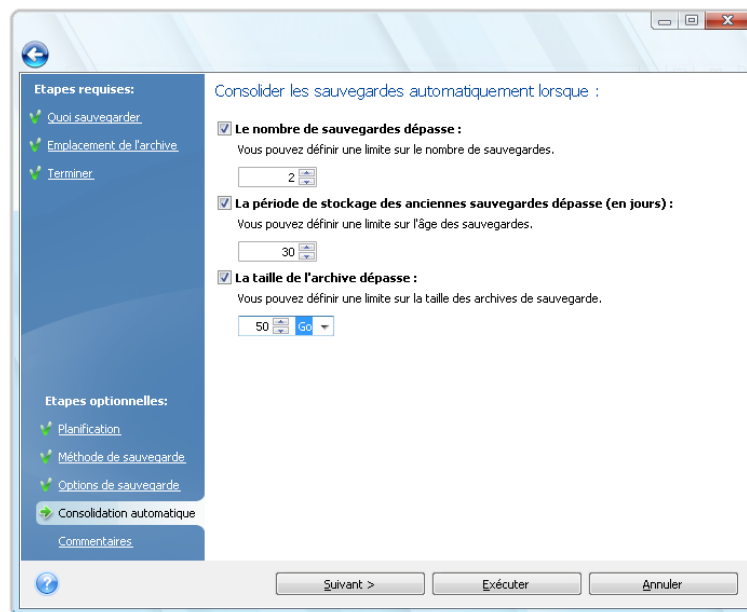 Etapes requises:
Quoi sauvegarder
Emplacement de l'archive
Terminer
Consolider les sauvegardes automatiquement lorsque :
Le nombre de sauvegardes dépasse :
Vous pouvez définir une limite sur le nombre de sauvegardes.
2
La période de stockage des anciennes sauvegardes dépasse (en jours) :
Vous pouvez définir une limite sur l'âge des sauvegardes.
30
La taille de l'archive dépasse :
Vous pouvez définir une limite sur la taille des archives de sauvegarde.
50 Go
Etapes optionnelles:
Planification
Méthode de sauvegarde
Options de sauvegarde
Consolidation automatique
Commentaires
?
Suivant > Exécuter Annuler